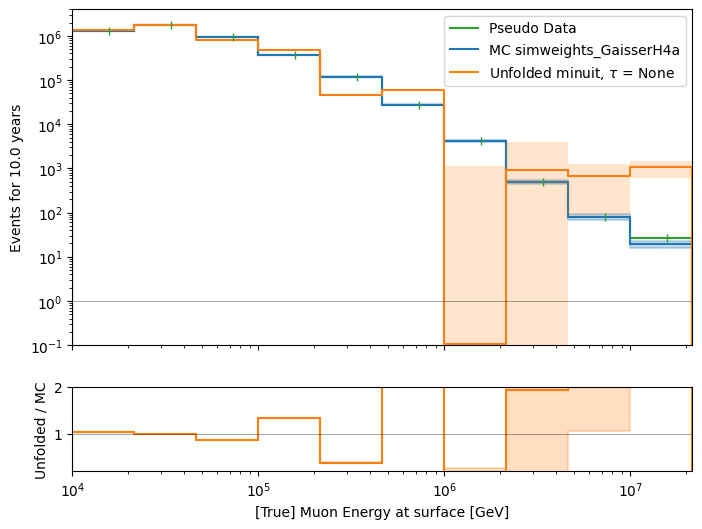 10⁶
10⁵
10⁴
10³
10²
10¹
10⁰
10⁻¹
Events for 10.0 years
Pseudo Data
MC simweights_GaisserH4a
Unfolded minuit, τ = None
2
1
Unfolded / MC
10⁴ 10⁵ 10⁶ 10⁷
[True] Muon Energy at surface [GeV]